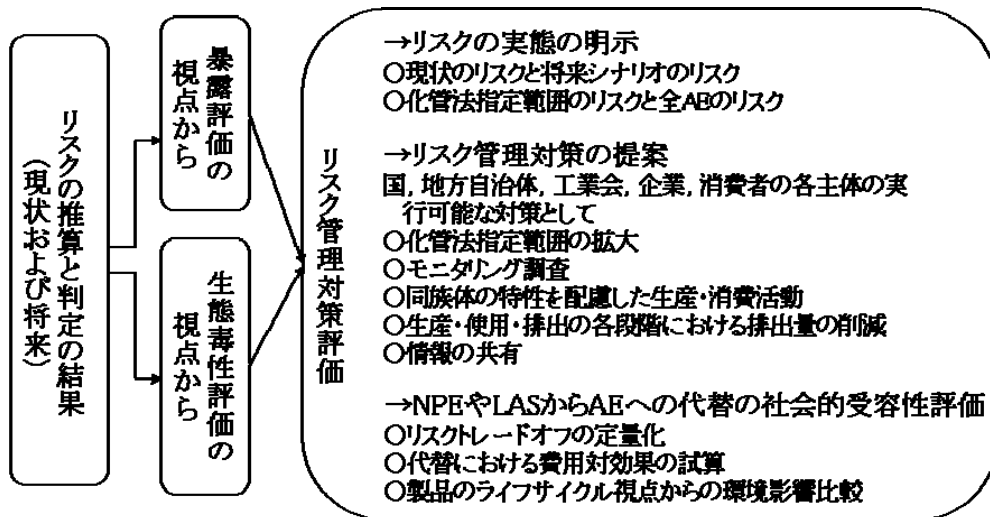 リスクの推算と判定の結果
（現状および将来）
暴露評価の
視点から
生態毒性評価の
視点から
リスク管理対策評価
→リスクの実態の明示
○現状のリスクと将来シナリオのリスク
○化管法指定範囲のリスクと全AEのリスク
→リスク管理対策の提案
国，地方自治体，工業会，企業，消費者の各主体の実
行可能な対策として
○化管法指定範囲の拡大
○モニタリング調査
○同族体の特性を配慮した生産・消費活動
○生産・使用・排出の各段階における排出量の削減
○情報の共有
→NPEやLASからAEへの代替の社会的受容性評価
○リスクトレードオフの定量化
○代替における費用対効果の試算
○製品のライフサイクル視点からの環境影響比較